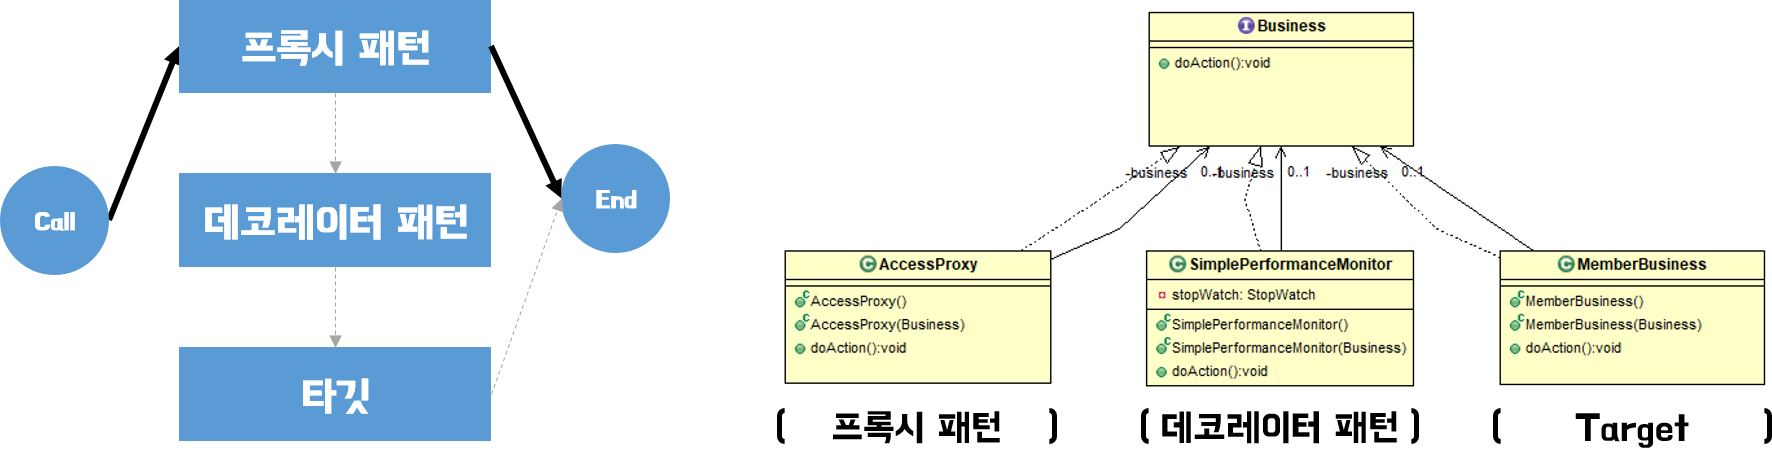 프록시 패턴
데코레이터 패턴
타깃
Call
End
Business
doAction():void
-business 0..1
-business 0..1
-business 0..1
AccessProxy
AccessProxy()
AccessProxy(Business)
doAction():void
SimplePerformanceMonitor
stopWatch: StopWatch
SimplePerformanceMonitor()
SimplePerformanceMonitor(Business)
doAction():void
MemberBusiness
MemberBusiness()
MemberBusiness(Business)
doAction():void
( 프록시 패턴 )
( 데코레이터 패턴 )
( Target )